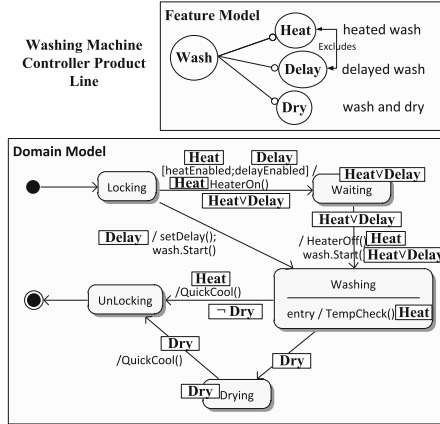 Feature Model
Washing Machine
Controller Product
Line
Wash
Heat
heated wash
Excludes
Delay
delayed wash
Dry
wash and dry
Domain Model
Heat Delay
[heatEnabled;delayEnabled] /
Heat HeaterOn()
Heat∨Delay
Locking
Heat∨Delay
Waiting
Heat∨Delay
Delay / setDelay();
wash.Start()
/ HeaterOff() Heat
wash.Start() Heat∨Delay
Heat
/QuickCool()
¬ Dry
UnLocking
Washing
entry / TempCheck() Heat
Dry
/QuickCool()
Dry
Dry
Drying